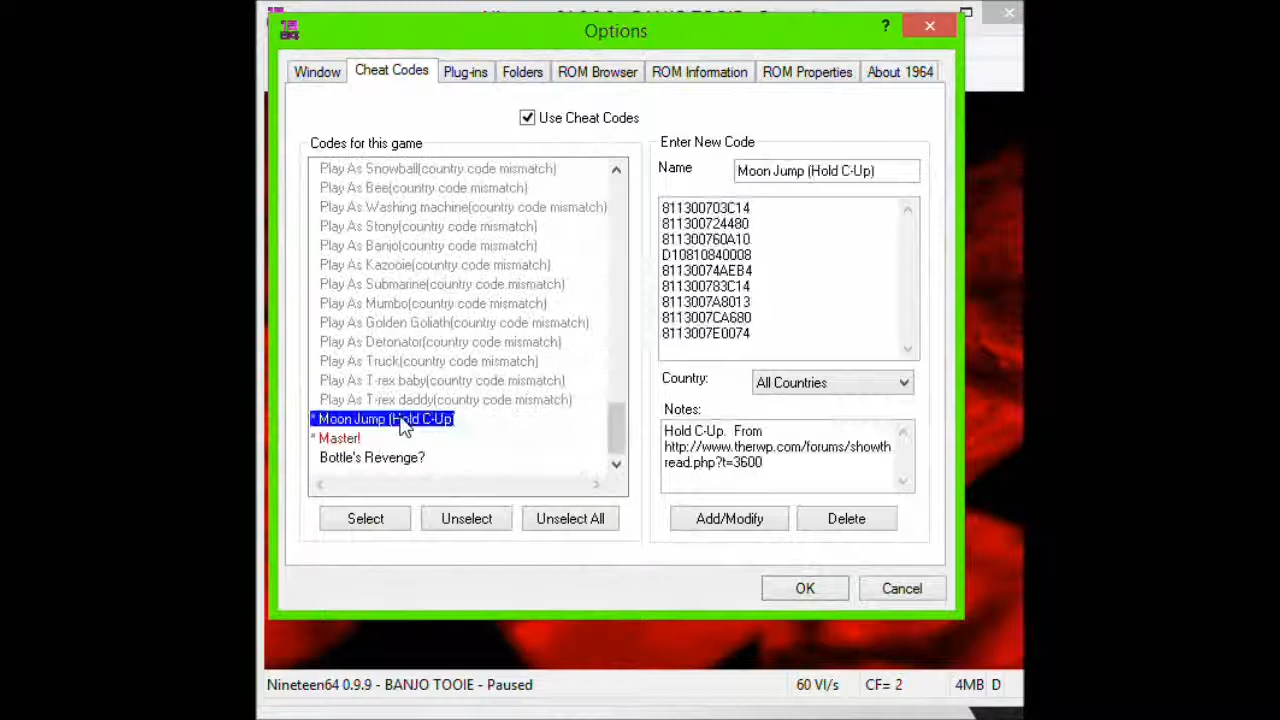 Options
?
Window
Cheat Codes
Plug-ins
Folders
ROM Browser
ROM Information
ROM Properties
About 1964
Use Cheat Codes
Codes for this game
Play As Snowball(country code mismatch)
Play As Bee(country code mismatch)
Play As Washing machine(country code mismatch)
Play As Stony(country code mismatch)
Play As Banjo(country code mismatch)
Play As Kazooie(country code mismatch)
Play As Submarine(country code mismatch)
Play As Mumbo(country code mismatch)
Play As Golden Goliath(country code mismatch)
Play As Detonator(country code mismatch)
Play As Truck(country code mismatch)
Play As T-rex baby(country code mismatch)
Play As T-rex daddy(country code mismatch)
* Moon Jump (Hold C-Up)
* Master!
Bottle's Revenge?
Select
Unselect
Unselect All
Enter New Code
Name
Moon Jump (Hold C-Up)
811300703C14
811300724480
811300760A10
D10810840008
81130074AEB4
811300783C14
8113007A8013
8113007CA680
8113007E0074
Country:
All Countries
Notes:
Hold C-Up. From
http://www.therwp.com/forums/showth
read.php?t=3600
Add/Modify
Delete
OK
Cancel
Nineteen64 0.9.9 - BANJO TOOIE - Paused
60 VI/s
CF= 2
4MB
D